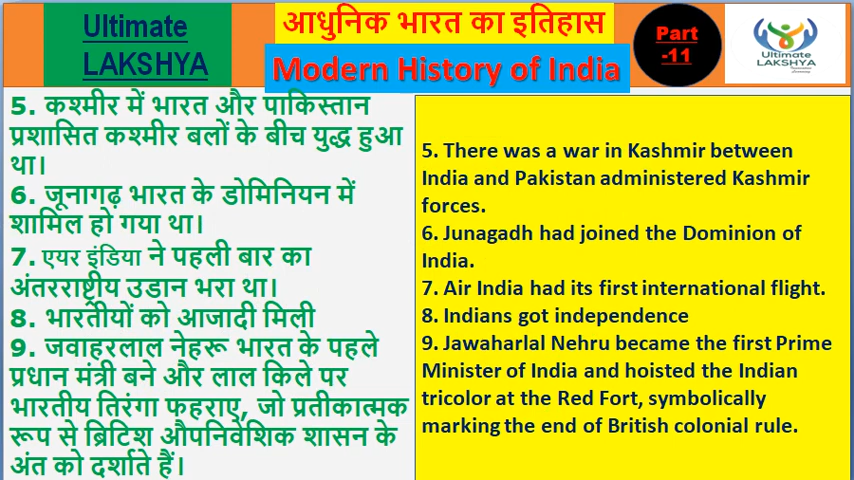 Ultimate
LAKSHYA
आधुनिक भारत का इतिहास
Modern History of India
Part
-11
Ultimate
LAKSHYA
5. कश्मीर में भारत और पाकिस्तान
प्रशासित कश्मीर बलों के बीच युद्ध हुआ
था।
6. जूनागढ़ भारत के डोमिनियन में
शामिल हो गया था।
7. एयर इंडिया ने पहली बार का
अंतरराष्ट्रीय उडान भरा था।
8. भारतीयों को आजादी मिली
9. जवाहरलाल नेहरू भारत के पहले
प्रधान मंत्री बने और लाल किले पर
भारतीय तिरंगा फहराए, जो प्रतीकात्मक
रूप से ब्रिटिश औपनिवेशिक शासन के
अंत को दर्शाते हैं।
5. There was a war in Kashmir between
India and Pakistan administered Kashmir
forces.
6. Junagadh had joined the Dominion of
India.
7. Air India had its first international flight.
8. Indians got independence
9. Jawaharlal Nehru became the first Prime
Minister of India and hoisted the Indian
tricolor at the Red Fort, symbolically
marking the end of British colonial rule.